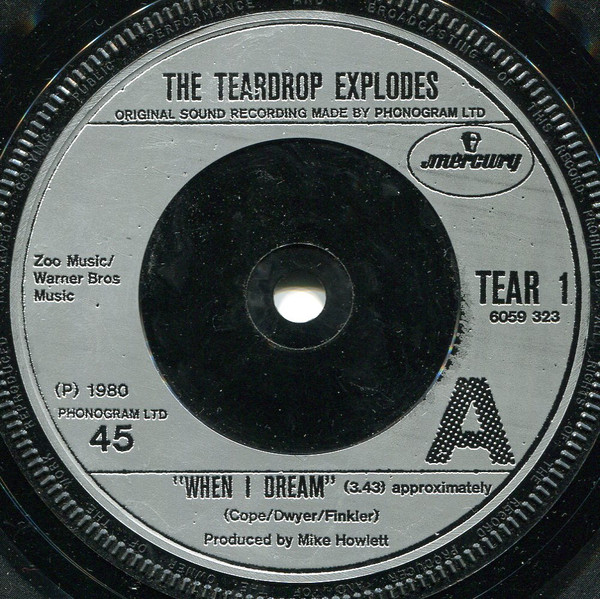 THE TEARDROP EXPLODES
ORIGINAL SOUND RECORDING MADE BY PHONOGRAM LTD
mercury
Zoo Music/
Warner Bros
Music
TEAR 1
6059 323
(P) 1980
PHONOGRAM LTD
45
A
"WHEN I DREAM" (3.43) approximately
(Cope/Dwyer/Finkler)
Produced by Mike Howlett